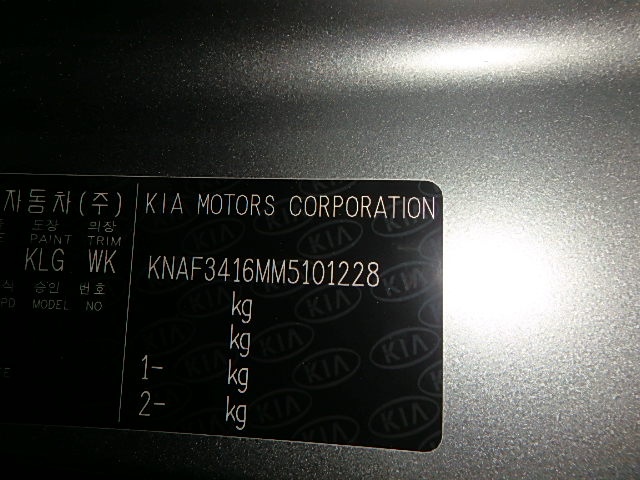 자동차(주)
도장 의장
PAINT TRIM
KLG WK
승인 번호
MODEL NO
KIA MOTORS CORPORATION
KNAF3416MM5101228
kg
kg
1- kg
2- kg